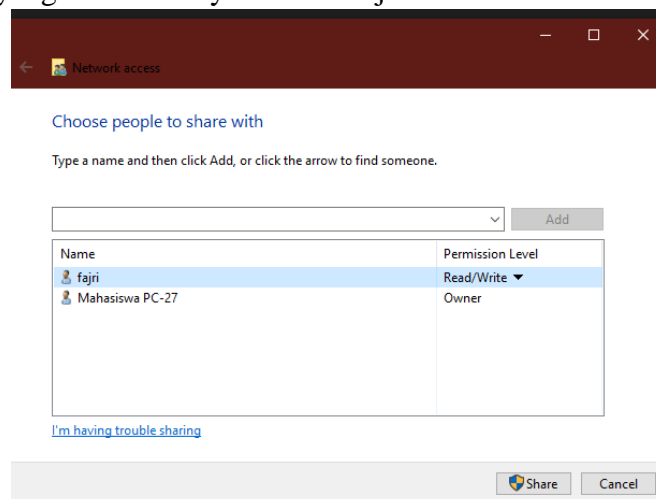 Network access
Choose people to share with
Type a name and then click Add, or click the arrow to find someone.
Add
Name Permission Level
fajri Read/Write
Mahasiswa PC-27 Owner
I'm having trouble sharing
Share Cancel